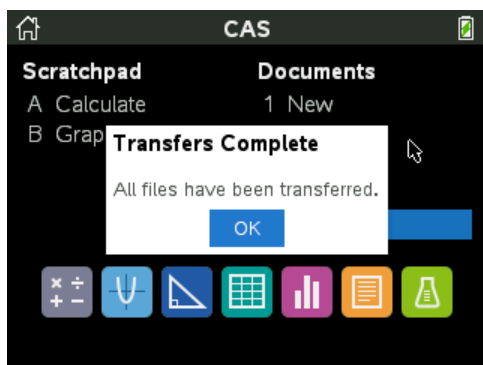 CAS
Scratchpad
Documents
A Calculate
1 New
B Grap
Transfers Complete
All files have been transferred.
OK